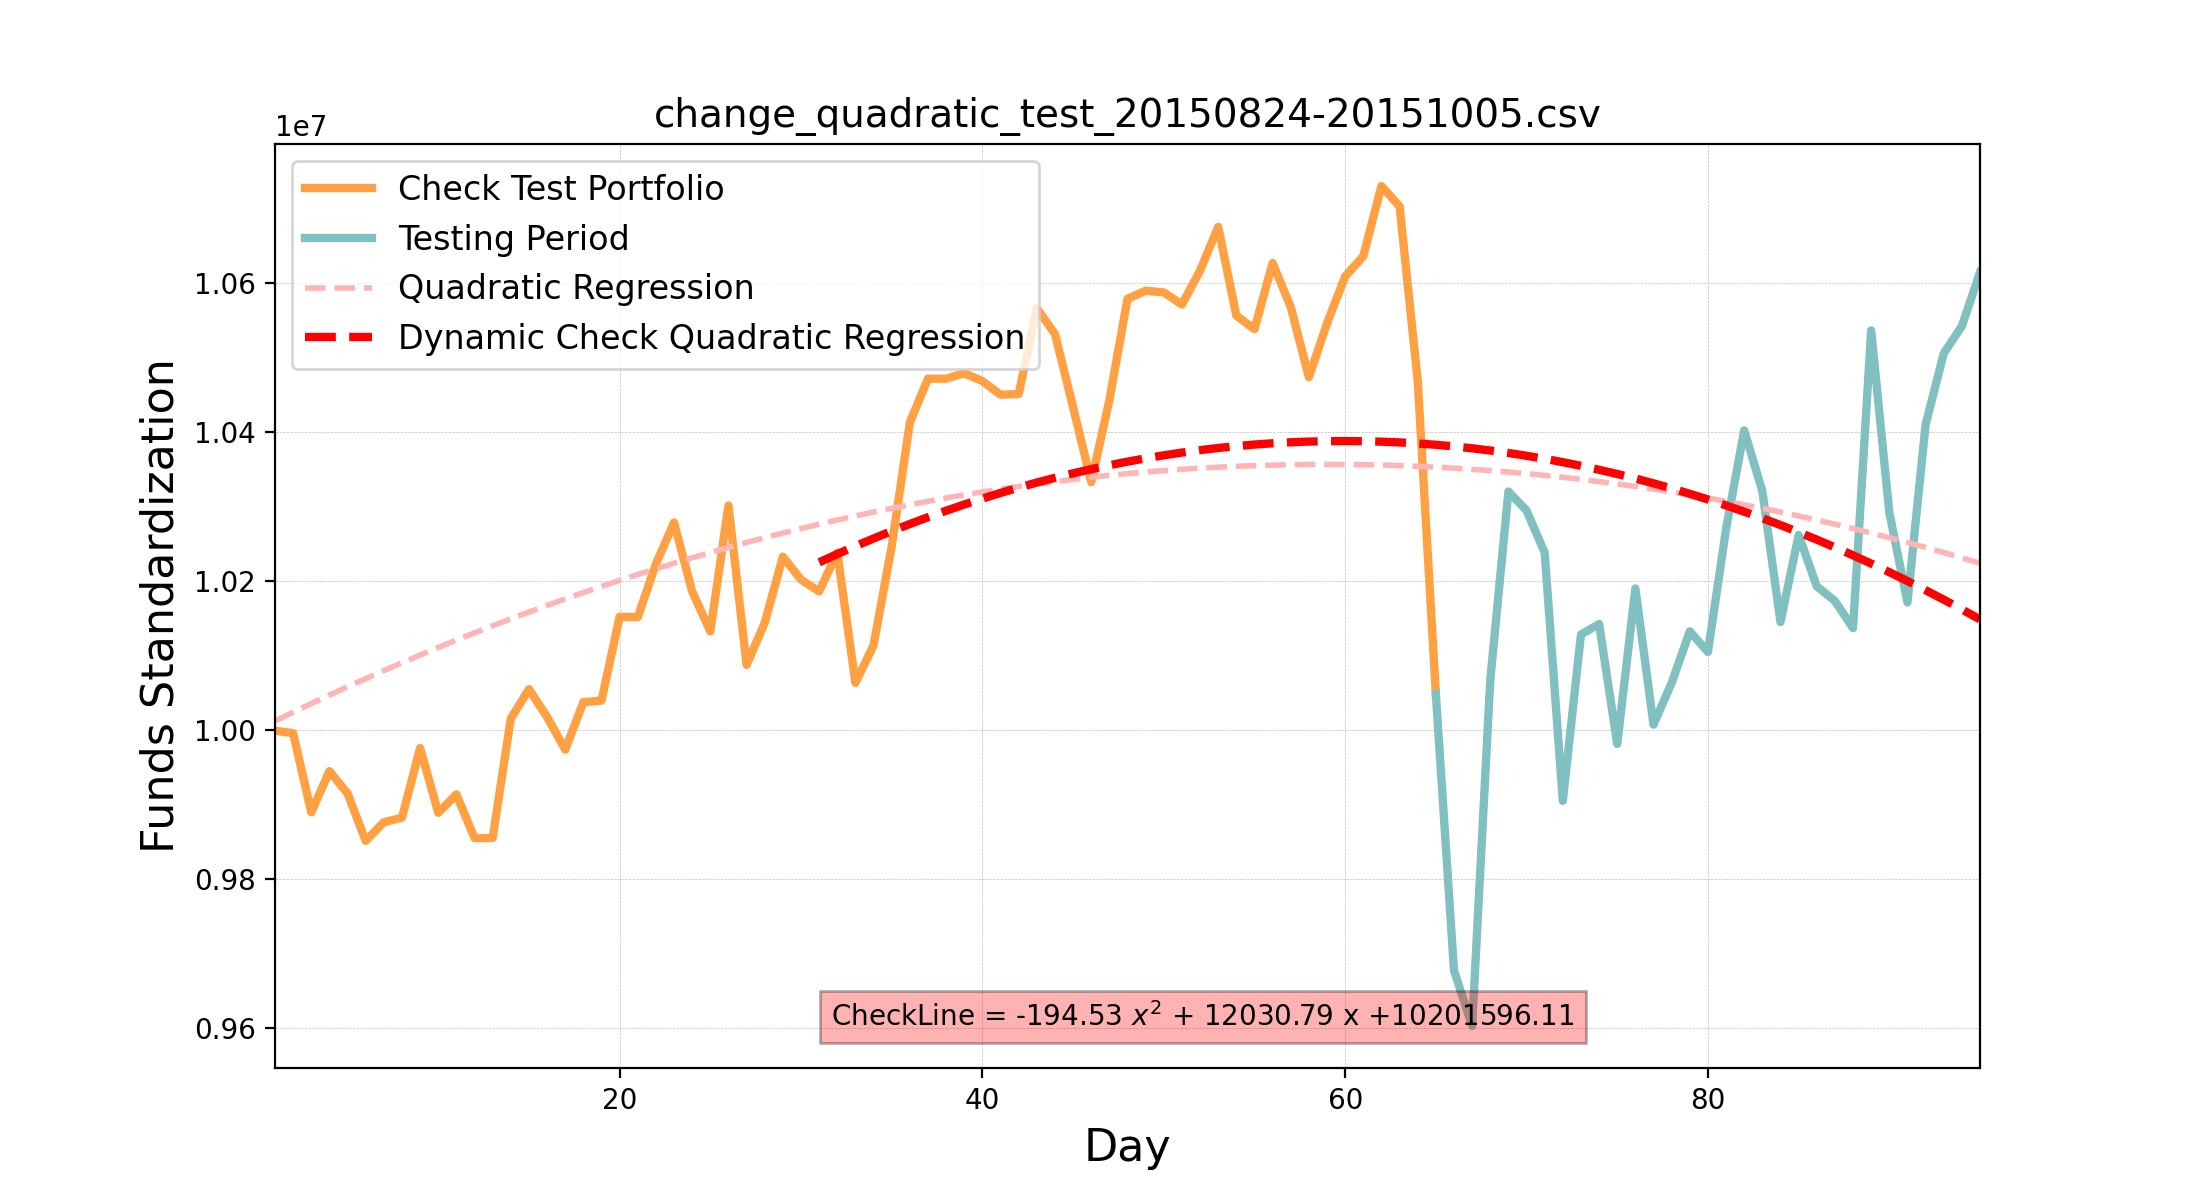 change_quadratic_test_20150824-20151005.csv
1e7
Check Test Portfolio
Testing Period
Quadratic Regression
Dynamic Check Quadratic Regression
1.06
1.04
1.02
1.00
0.98
0.96
Funds Standardization
CheckLine = -194.53 x² + 12030.79 x +10201596.11
20 40 60 80
Day